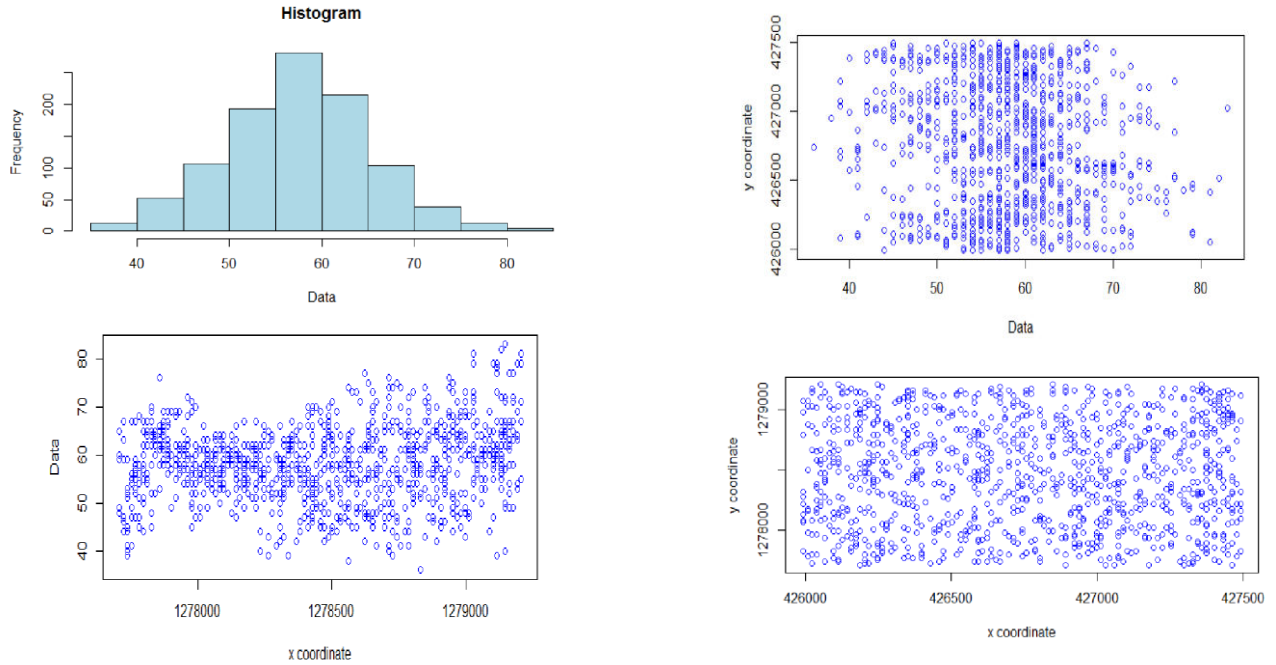 Histogram
Frequency
200
100
50
0
40 50 60 70 80
Data
y coordinate
427500
427000
426500
426000
40 50 60 70 80
Data
Data
80
70
60
50
40
1278000 1278500 1279000
x coordinate
y coordinate
1279000
1278000
426000 426500 427000 427500
x coordinate